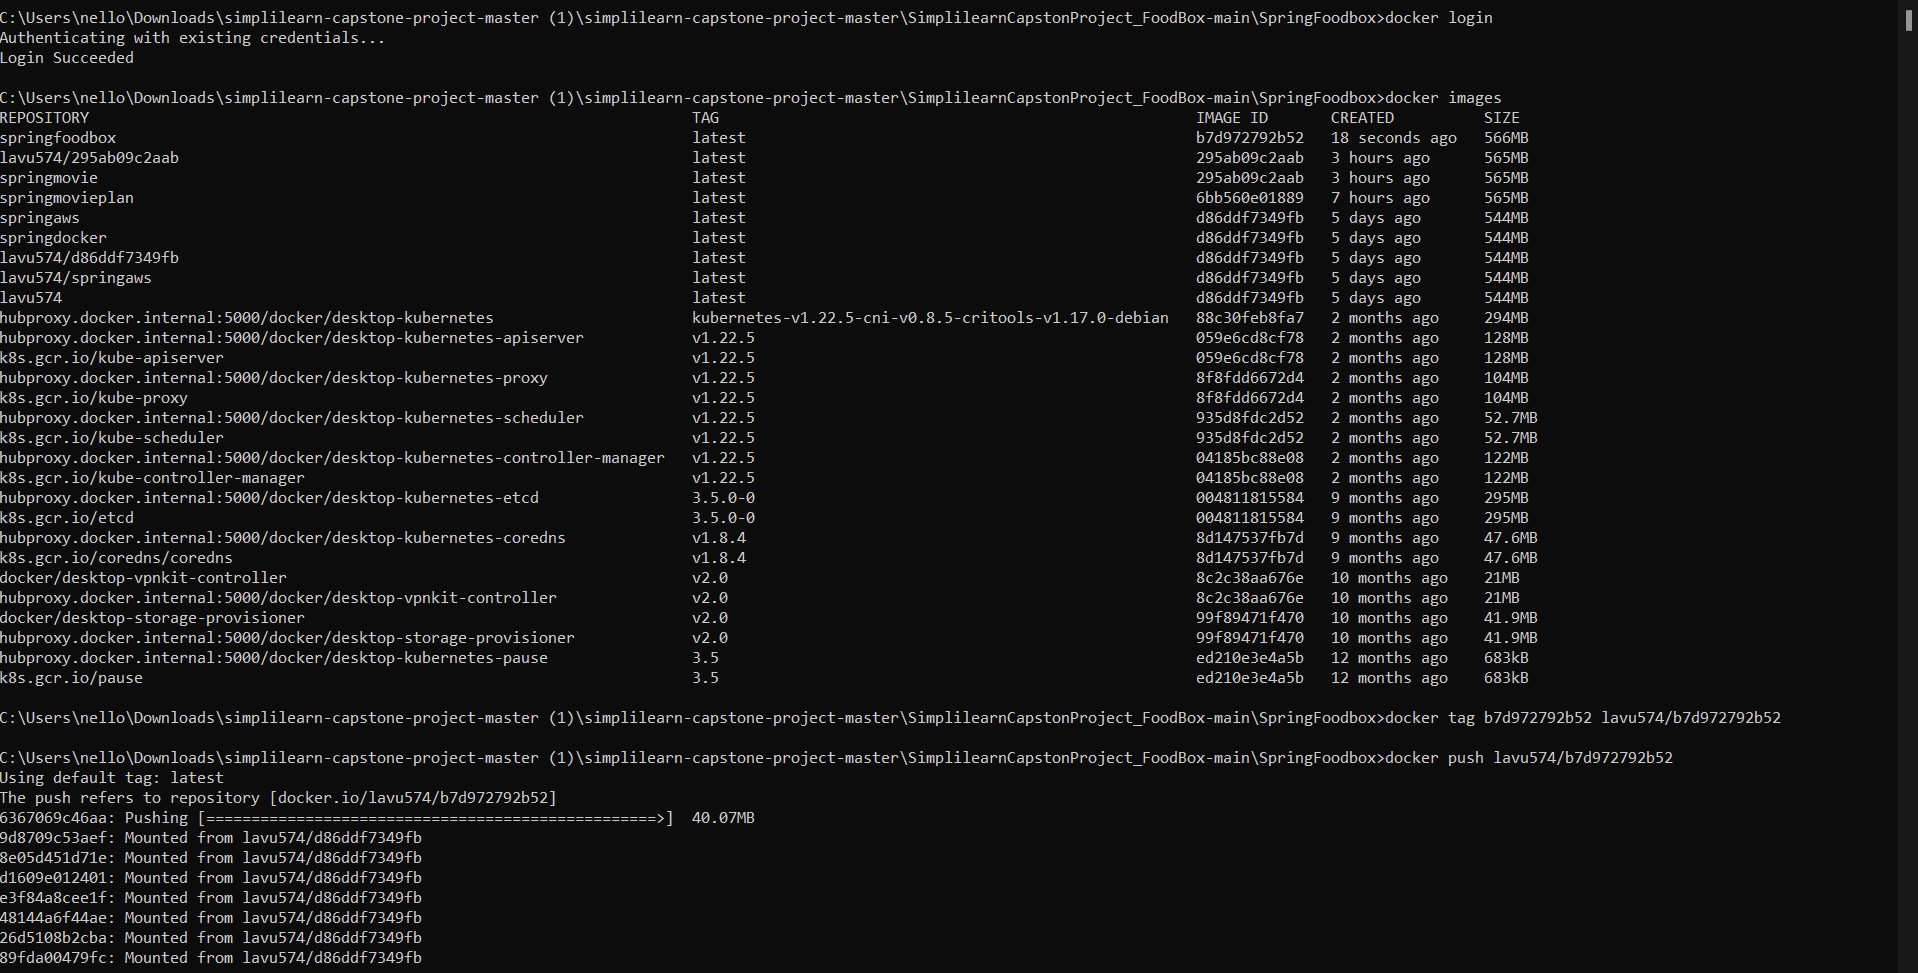 C:\Users\nello\Downloads\simplilearn-capstone-project-master (1)\simplilearn-capstone-project-master\SimplilearnCapstonProject_FoodBox-main\SpringFoodbox>docker login
Authenticating with existing credentials...
Login Succeeded
C:\Users\nello\Downloads\simplilearn-capstone-project-master (1)\simplilearn-capstone-project-master\SimplilearnCapstonProject_FoodBox-main\SpringFoodbox>docker images
REPOSITORY TAG IMAGE ID CREATED SIZE
springfoodbox latest b7d972792b52 18 seconds ago 566MB
lavu574/295ab09c2aab latest 295ab09c2aab 3 hours ago 565MB
springmovie latest 295ab09c2aab 3 hours ago 565MB
springmovieplan latest 6bb560e01889 7 hours ago 565MB
springaws latest d86ddf7349fb 5 days ago 544MB
springdocker latest d86ddf7349fb 5 days ago 544MB
lavu574/d86ddf7349fb latest d86ddf7349fb 5 days ago 544MB
lavu574/springaws latest d86ddf7349fb 5 days ago 544MB
lavu574 latest d86ddf7349fb 5 days ago 544MB
hubproxy.docker.internal:5000/docker/desktop-kubernetes kubernetes-v1.22.5-cni-v0.8.5-critools-v1.17.0-debian 88c30feb8fa7 2 months ago 294MB
hubproxy.docker.internal:5000/docker/desktop-kubernetes-apiserver v1.22.5 059e6cd8cf78 2 months ago 128MB
k8s.gcr.io/kube-apiserver v1.22.5 059e6cd8cf78 2 months ago 128MB
hubproxy.docker.internal:5000/docker/desktop-kubernetes-proxy v1.22.5 8f8fdd6672d4 2 months ago 104MB
k8s.gcr.io/kube-proxy v1.22.5 8f8fdd6672d4 2 months ago 104MB
hubproxy.docker.internal:5000/docker/desktop-kubernetes-scheduler v1.22.5 935d8fdc2d52 2 months ago 52.7MB
k8s.gcr.io/kube-scheduler v1.22.5 935d8fdc2d52 2 months ago 52.7MB
hubproxy.docker.internal:5000/docker/desktop-kubernetes-controller-manager v1.22.5 04185bc88e08 2 months ago 122MB
k8s.gcr.io/kube-controller-manager v1.22.5 04185bc88e08 2 months ago 122MB
hubproxy.docker.internal:5000/docker/desktop-kubernetes-etcd 3.5.0-0 004811815584 9 months ago 295MB
k8s.gcr.io/etcd 3.5.0-0 004811815584 9 months ago 295MB
hubproxy.docker.internal:5000/docker/desktop-kubernetes-coredns v1.8.4 8d147537fb7d 9 months ago 47.6MB
k8s.gcr.io/coredns/coredns v1.8.4 8d147537fb7d 9 months ago 47.6MB
docker/desktop-vpnkit-controller v2.0 8c2c38aa676e 10 months ago 21MB
hubproxy.docker.internal:5000/docker/desktop-vpnkit-controller v2.0 8c2c38aa676e 10 months ago 21MB
docker/desktop-storage-provisioner v2.0 99f89471f470 10 months ago 41.9MB
hubproxy.docker.internal:5000/docker/desktop-storage-provisioner v2.0 99f89471f470 10 months ago 41.9MB
hubproxy.docker.internal:5000/docker/desktop-kubernetes-pause 3.5 ed210e3e4a5b 12 months ago 683kB
k8s.gcr.io/pause 3.5 ed210e3e4a5b 12 months ago 683kB
C:\Users\nello\Downloads\simplilearn-capstone-project-master (1)\simplilearn-capstone-project-master\SimplilearnCapstonProject_FoodBox-main\SpringFoodbox>docker tag b7d972792b52 lavu574/b7d972792b52
C:\Users\nello\Downloads\simplilearn-capstone-project-master (1)\simplilearn-capstone-project-master\SimplilearnCapstonProject_FoodBox-main\SpringFoodbox>docker push lavu574/b7d972792b52
Using default tag: latest
The push refers to repository [docker.io/lavu574/b7d972792b52]
6367069c46aa: Pushing [==================================================>] 40.07MB
9d8709c53aef: Mounted from lavu574/d86ddf7349fb
8e05d451d71e: Mounted from lavu574/d86ddf7349fb
d1609e012401: Mounted from lavu574/d86ddf7349fb
e3f84a8cee1f: Mounted from lavu574/d86ddf7349fb
48144a6f44ae: Mounted from lavu574/d86ddf7349fb
26d5108b2cba: Mounted from lavu574/d86ddf7349fb
89fda00479fc: Mounted from lavu574/d86ddf7349fb